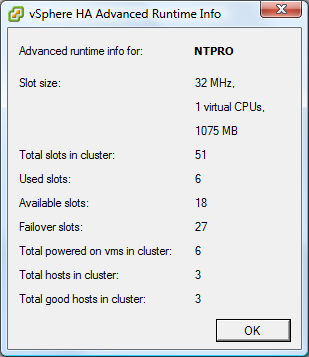 vSphere HA Advanced Runtime Info
Advanced runtime info for: NTPRO
Slot size: 32 MHz,
1 virtual CPUs,
1075 MB
Total slots in cluster: 51
Used slots: 6
Available slots: 18
Failover slots: 27
Total powered on vms in cluster: 6
Total hosts in cluster: 3
Total good hosts in cluster: 3
OK